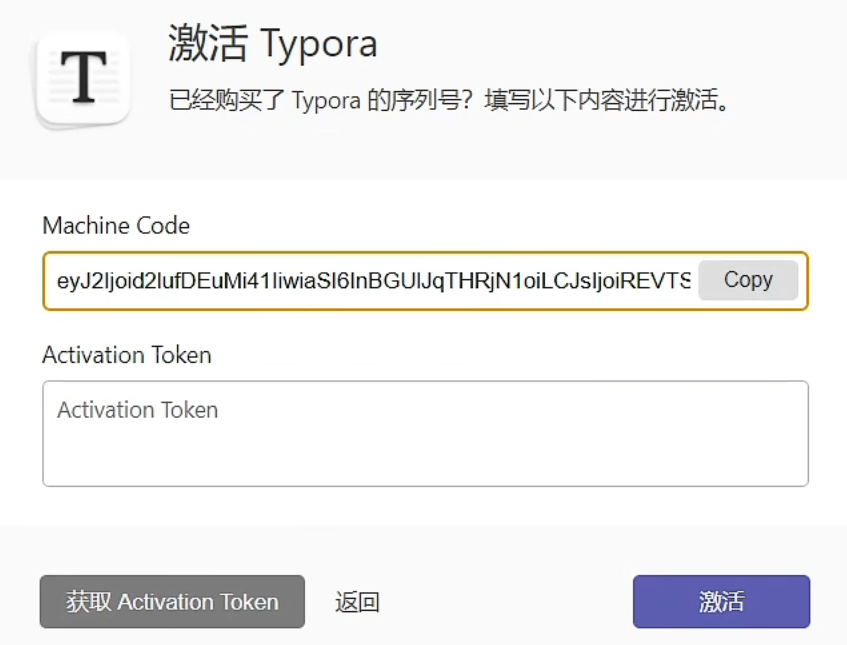 T
激活 Typora
已经购买了 Typora 的序列号？填写以下内容进行激活。
Machine Code
eyJ2Ijoid2lufDEuMi41IiwiaSI6InBGUlJqTHRjN1oiLCJsIjoiREVTS
Copy
Activation Token
Activation Token
获取 Activation Token
返回
激活